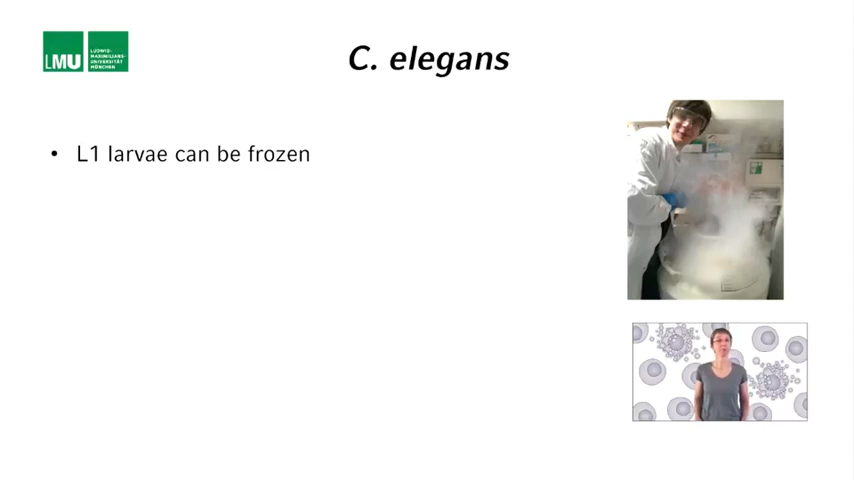 LMU
LUDWIG-
MAXIMILIANS-
UNIVERSITÄT
MÜNCHEN
C. elegans
• L1 larvae can be frozen